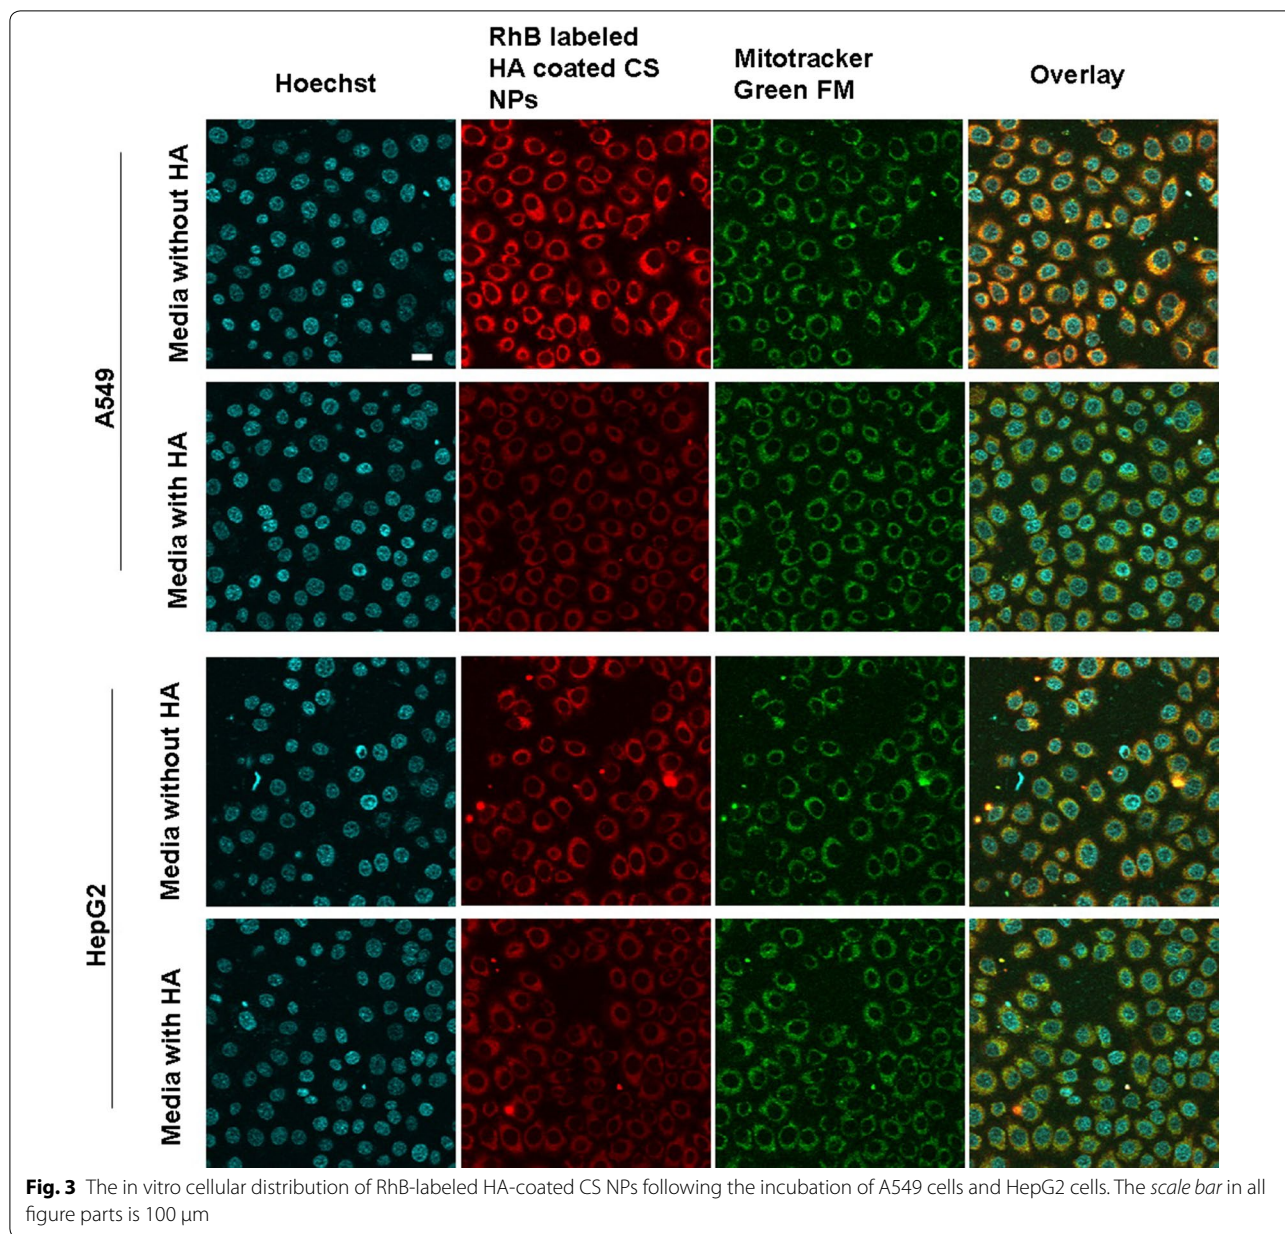 Hoechst
RhB labeled
HA coated CS
NPs
Mitotracker
Green FM
Overlay
A549
Media without HA
Media with HA
HepG2
Media without HA
Media with HA
Fig. 3 The in vitro cellular distribution of RhB-labeled HA-coated CS NPs following the incubation of A549 cells and HepG2 cells. The scale bar in all
figure parts is 100 μm